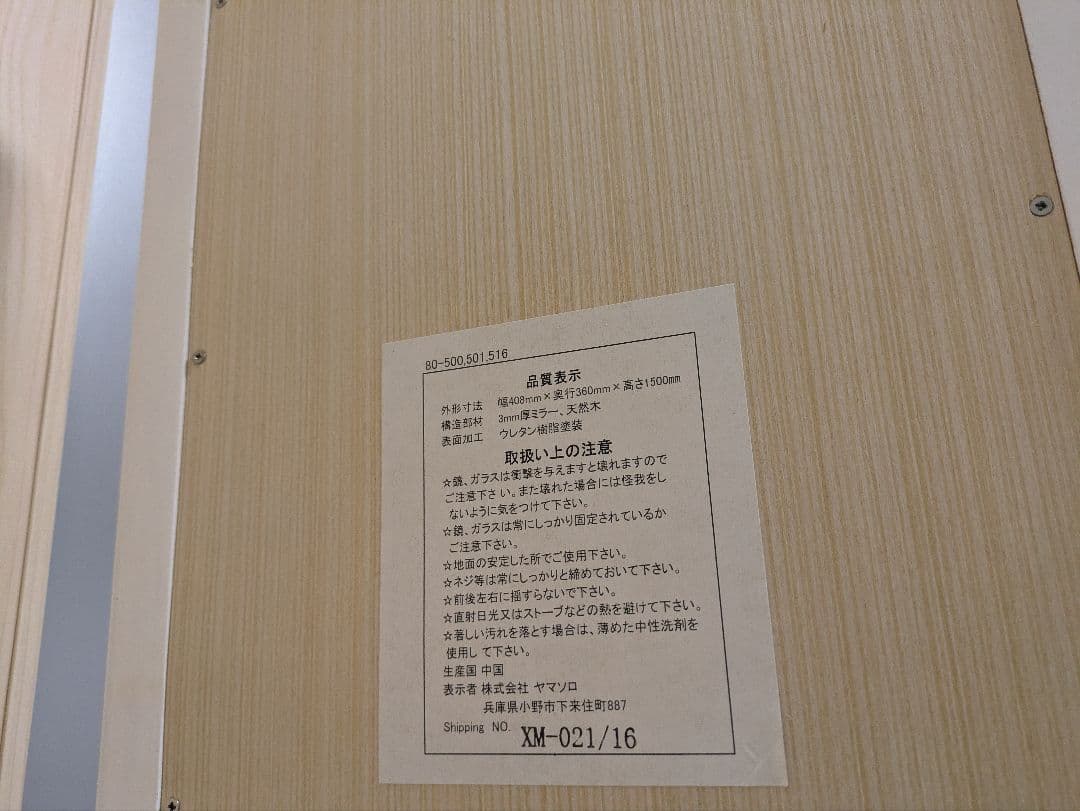 80-500,501,516
品質表示
外形寸法 幅408mm×奥行360mm×高さ1500mm
構造部材 3mm厚ミラー、天然木
表面加工 ウレタン樹脂塗装
取扱い上の注意
☆鏡、ガラスは衝撃を与えますと壊れますので
ご注意下さい。また壊れた場合には怪我をし
ないように気をつけて下さい。
☆鏡、ガラスは常にしっかり固定されているか
ご注意下さい。
☆地面の安定した所でご使用下さい。
☆ネジ等は常にしっかりと締めておいて下さい。
☆前後左右に揺すらないで下さい。
☆直射日光又はストーブなどの熱を避けて下さい。
☆著しい汚れを落とす場合は、薄めた中性洗剤を
使用して下さい。
生産国 中国
表示者 株式会社 ヤマソロ
兵庫県小野市下来住町887
Shipping NO. XM-021/16